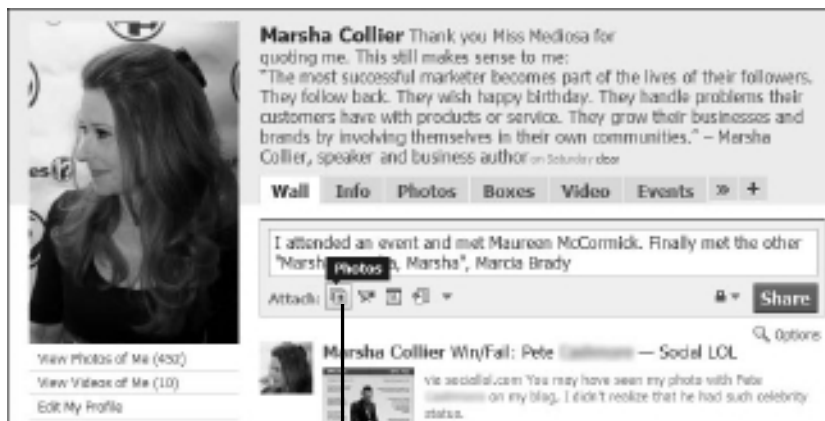 Marsha Collier Thank you Miss Mediosa for
quoting me. This still makes sense to me:
"The most successful marketer becomes part of the lives of their followers.
They follow back. They wish happy birthday. They handle problems their
customers have with products or service. They grow their businesses and
brands by involving themselves in their own communities." – Marsha
Collier, speaker and business author on Saturday clear
Wall Info Photos Boxes Video Events » +
I attended an event and met Maureen McCormick. Finally met the other
"Marsha, Marsha", Marcia Brady
Photos
Attach: Share
Options
View Photos of Me (452)
View Videos of Me (10)
Edit My Profile
Marsha Collier Win/Fail: Pete — Social LOL
via sociallol.com You may have seen my photo with Pete
on my blog, I didn't realize that he had such celebrity
status.